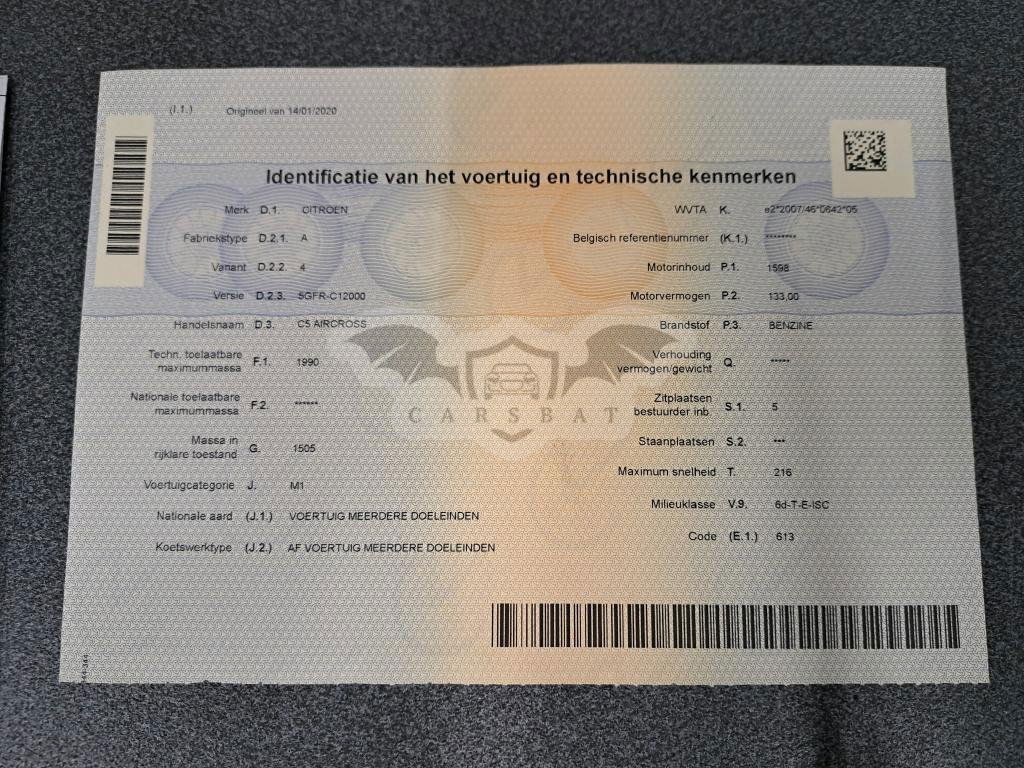 (I.1.) Origineel van 14/01/2020
Identificatie van het voertuig en technische kenmerken
Merk D.1. CITROEN
Fabriekstype D.2.1. A
Variant D.2.2. 4
Versie D.2.3. 5GFR-C12000
Handelsnaam D.3. C5 AIRCROSS
Techn. toelaatbare
maximummassa F.1. 1990
Nationale toelaatbare
maximummassa F.2. ******
Massa in
rijklare toestand G. 1505
Voertuigcategorie J. M1
Nationale aard (J.1.) VOERTUIG MEERDERE DOELEINDEN
Koetswerktype (J.2.) AF VOERTUIG MEERDERE DOELEINDEN
WVTA K. e2*2007/46*0642*05
Belgisch referentienummer (K.1.) ********
Motorinhoud P.1. 1598
Motorvermogen P.2. 133,00
Brandstof P.3. BENZINE
Verhouding
vermogen/gewicht Q. *****
Zitplaatsen
bestuurder inb. S.1. 5
Staanplaatsen S.2. ***
Maximum snelheid T. 216
Milieuklasse V.9. 6d-T-E-ISC
Code (E.1.) 613
CARSBAT